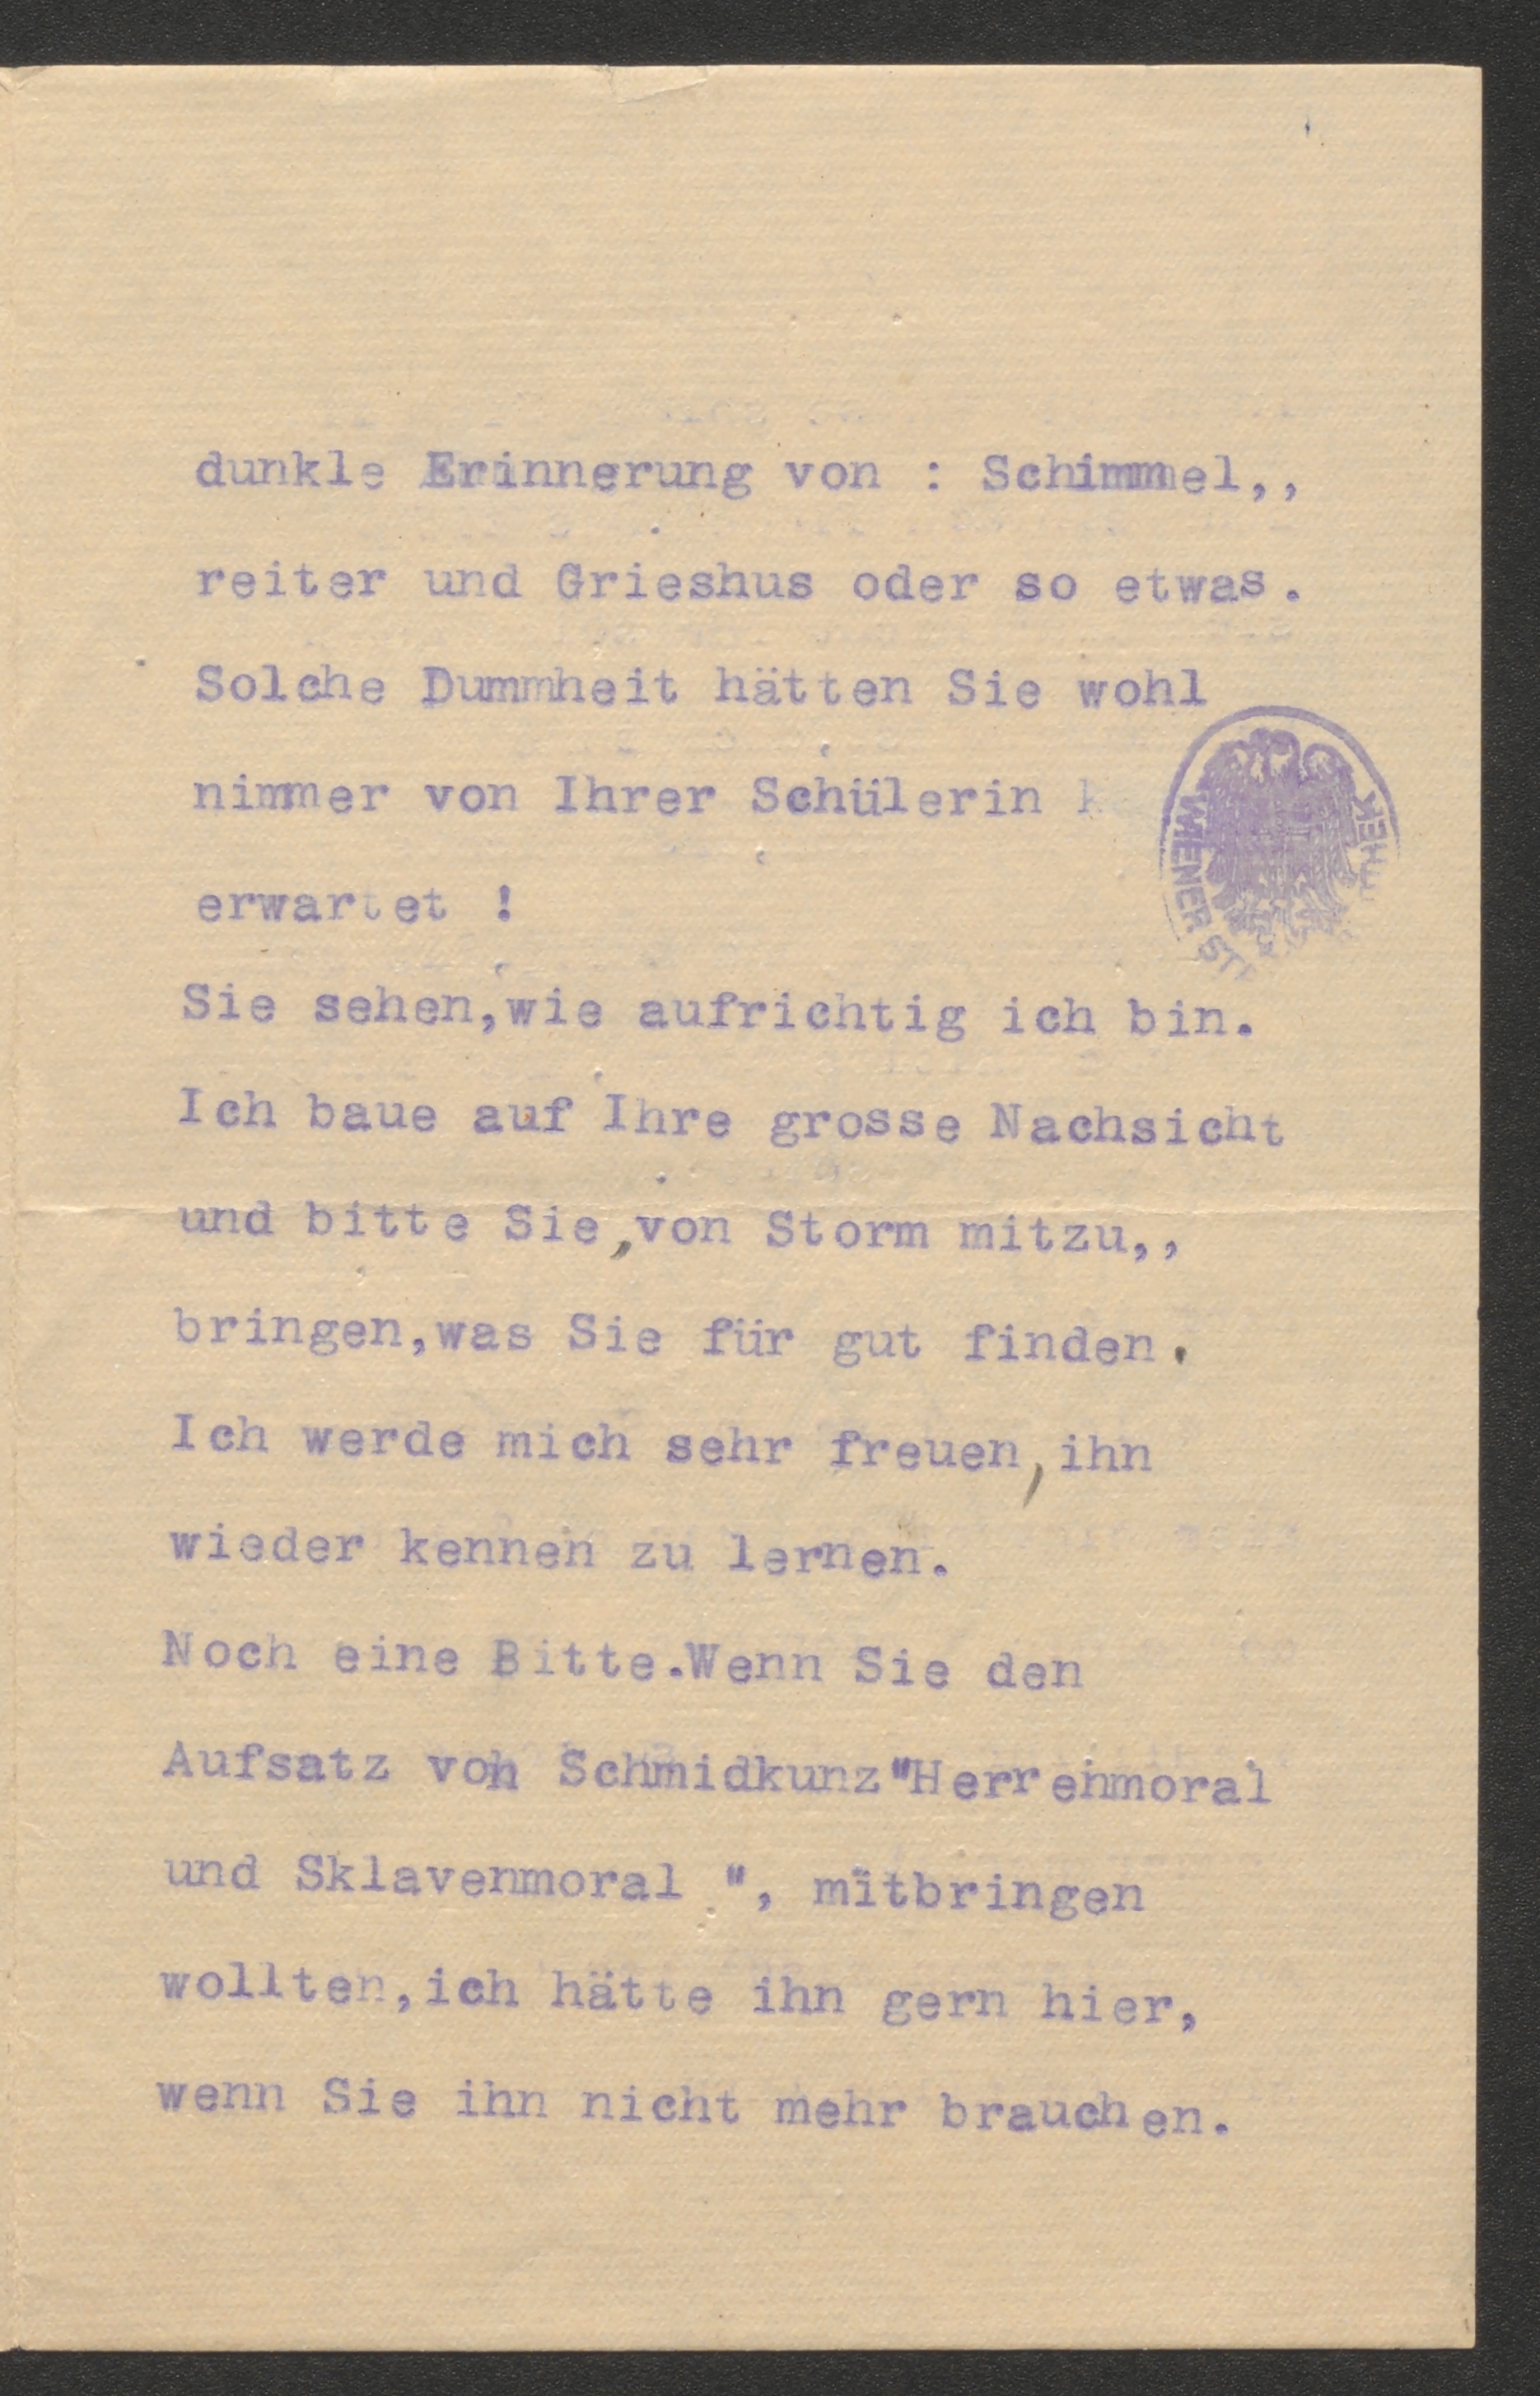 dunkle Erinnerung von : Schimmel,,
reiter und Grieshus oder so etwas.
Solche Dummheit hätten Sie wohl
nimmer von Ihrer Schülerin
erwartet !
Sie sehen,wie aufrichtig ich bin.
Ich baue auf Ihre grosse Nachsicht
und bitte Sie,von Storm mitzu,,
bringen,was Sie für gut finden.
Ich werde mich sehr freuen,ihn
wieder kennen zu lernen.
Noch eine Bitte.Wenn Sie den
Aufsatz von Schmidkunz"Herrenmoral
und Sklavenmoral ", mitbringen
wollten,ich hätte ihn gern hier,
wenn Sie ihn nicht mehr brauchen.
WIENER